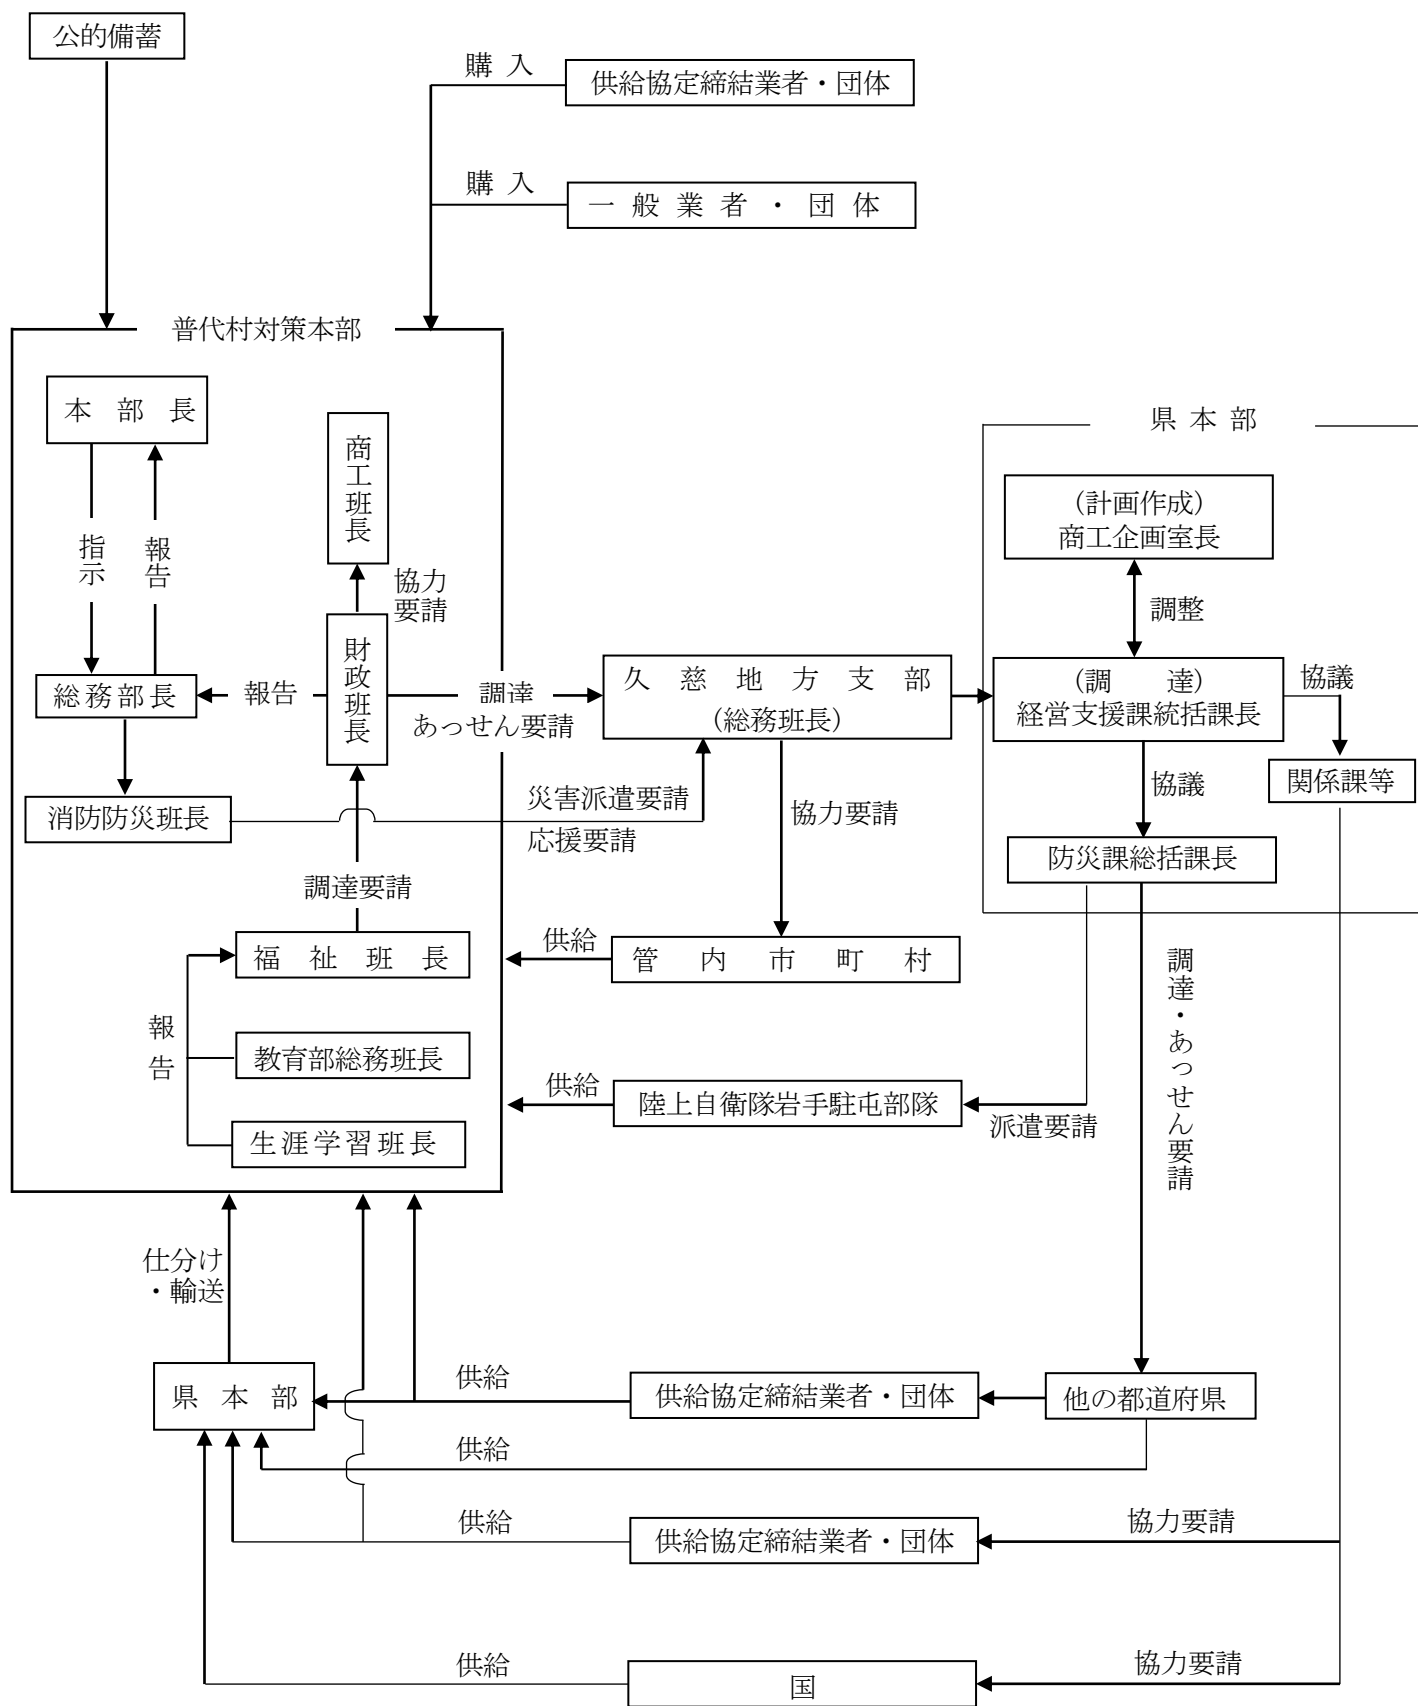 公的備蓄
購入
供給協定締結業者・団体
購入
一般業者・団体
普代村対策本部
本部長
指示
報告
商工班長
協力
要請
財政班長
総務部長
報告
調達
あっせん要請
久慈地方支部
（総務班長）
県本部
（計画作成）
商工企画室長
調整
（調達）
経営支援課統括課長
協議
関係課等
協議
防災課総括課長
消防防災班長
災害派遣要請
応援要請
協力要請
調達要請
福祉班長
報告
教育部総務班長
生涯学習班長
供給
管内市町村
供給
陸上自衛隊岩手駐屯部隊
派遣要請
調達・あっせん要請
仕分け
・輸送
県本部
供給
供給協定締結業者・団体
他の都道府県
供給
供給
供給協定締結業者・団体
協力要請
供給
国
協力要請